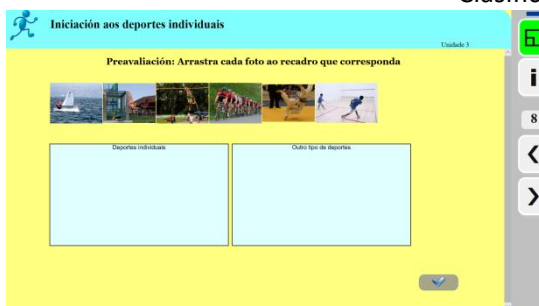 Iniciación aos deportes individuais
Unidade 3
Preavaliación: Arrastra cada foto ao recadro que corresponda
Deportes individuais
Outro tipo de deportes
i
8